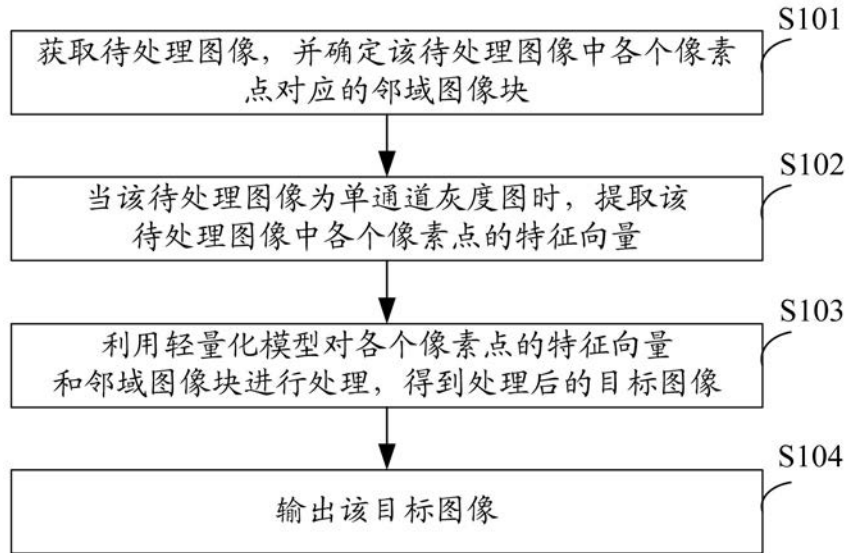 S101
获取待处理图像，并确定该待处理图像中各个像素
点对应的邻域图像块
S102
当该待处理图像为单通道灰度图时，提取该
待处理图像中各个像素点的特征向量
S103
利用轻量化模型对各个像素点的特征向量
和邻域图像块进行处理，得到处理后的目标图像
S104
输出该目标图像